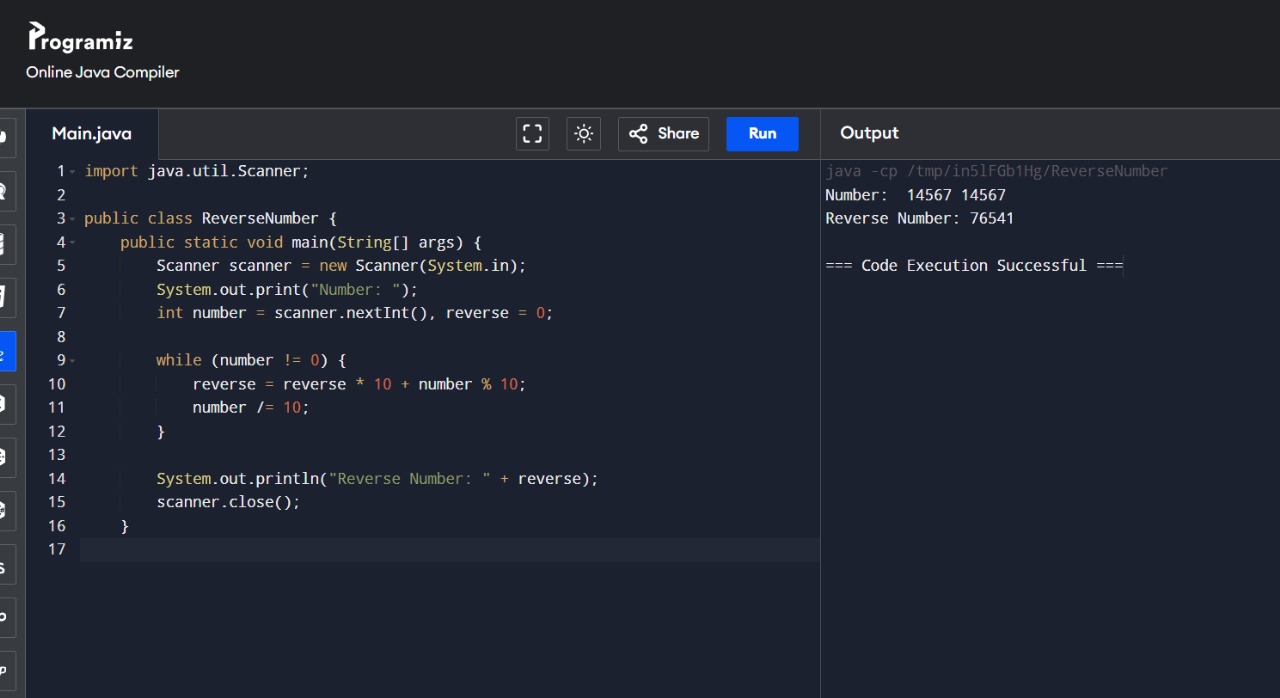 Programiz
Online Java Compiler
Main.java
Share
Run
Output
1 import java.util.Scanner;
2
3 public class ReverseNumber {
4     public static void main(String[] args) {
5         Scanner scanner = new Scanner(System.in);
6         System.out.print("Number: ");
7         int number = scanner.nextInt(), reverse = 0;
8
9         while (number != 0) {
10             reverse = reverse * 10 + number % 10;
11             number /= 10;
12         }
13
14         System.out.println("Reverse Number: " + reverse);
15         scanner.close();
16     }
17
java -cp /tmp/in5lFGb1Hg/ReverseNumber
Number:  14567 14567
Reverse Number: 76541
=== Code Execution Successful ===